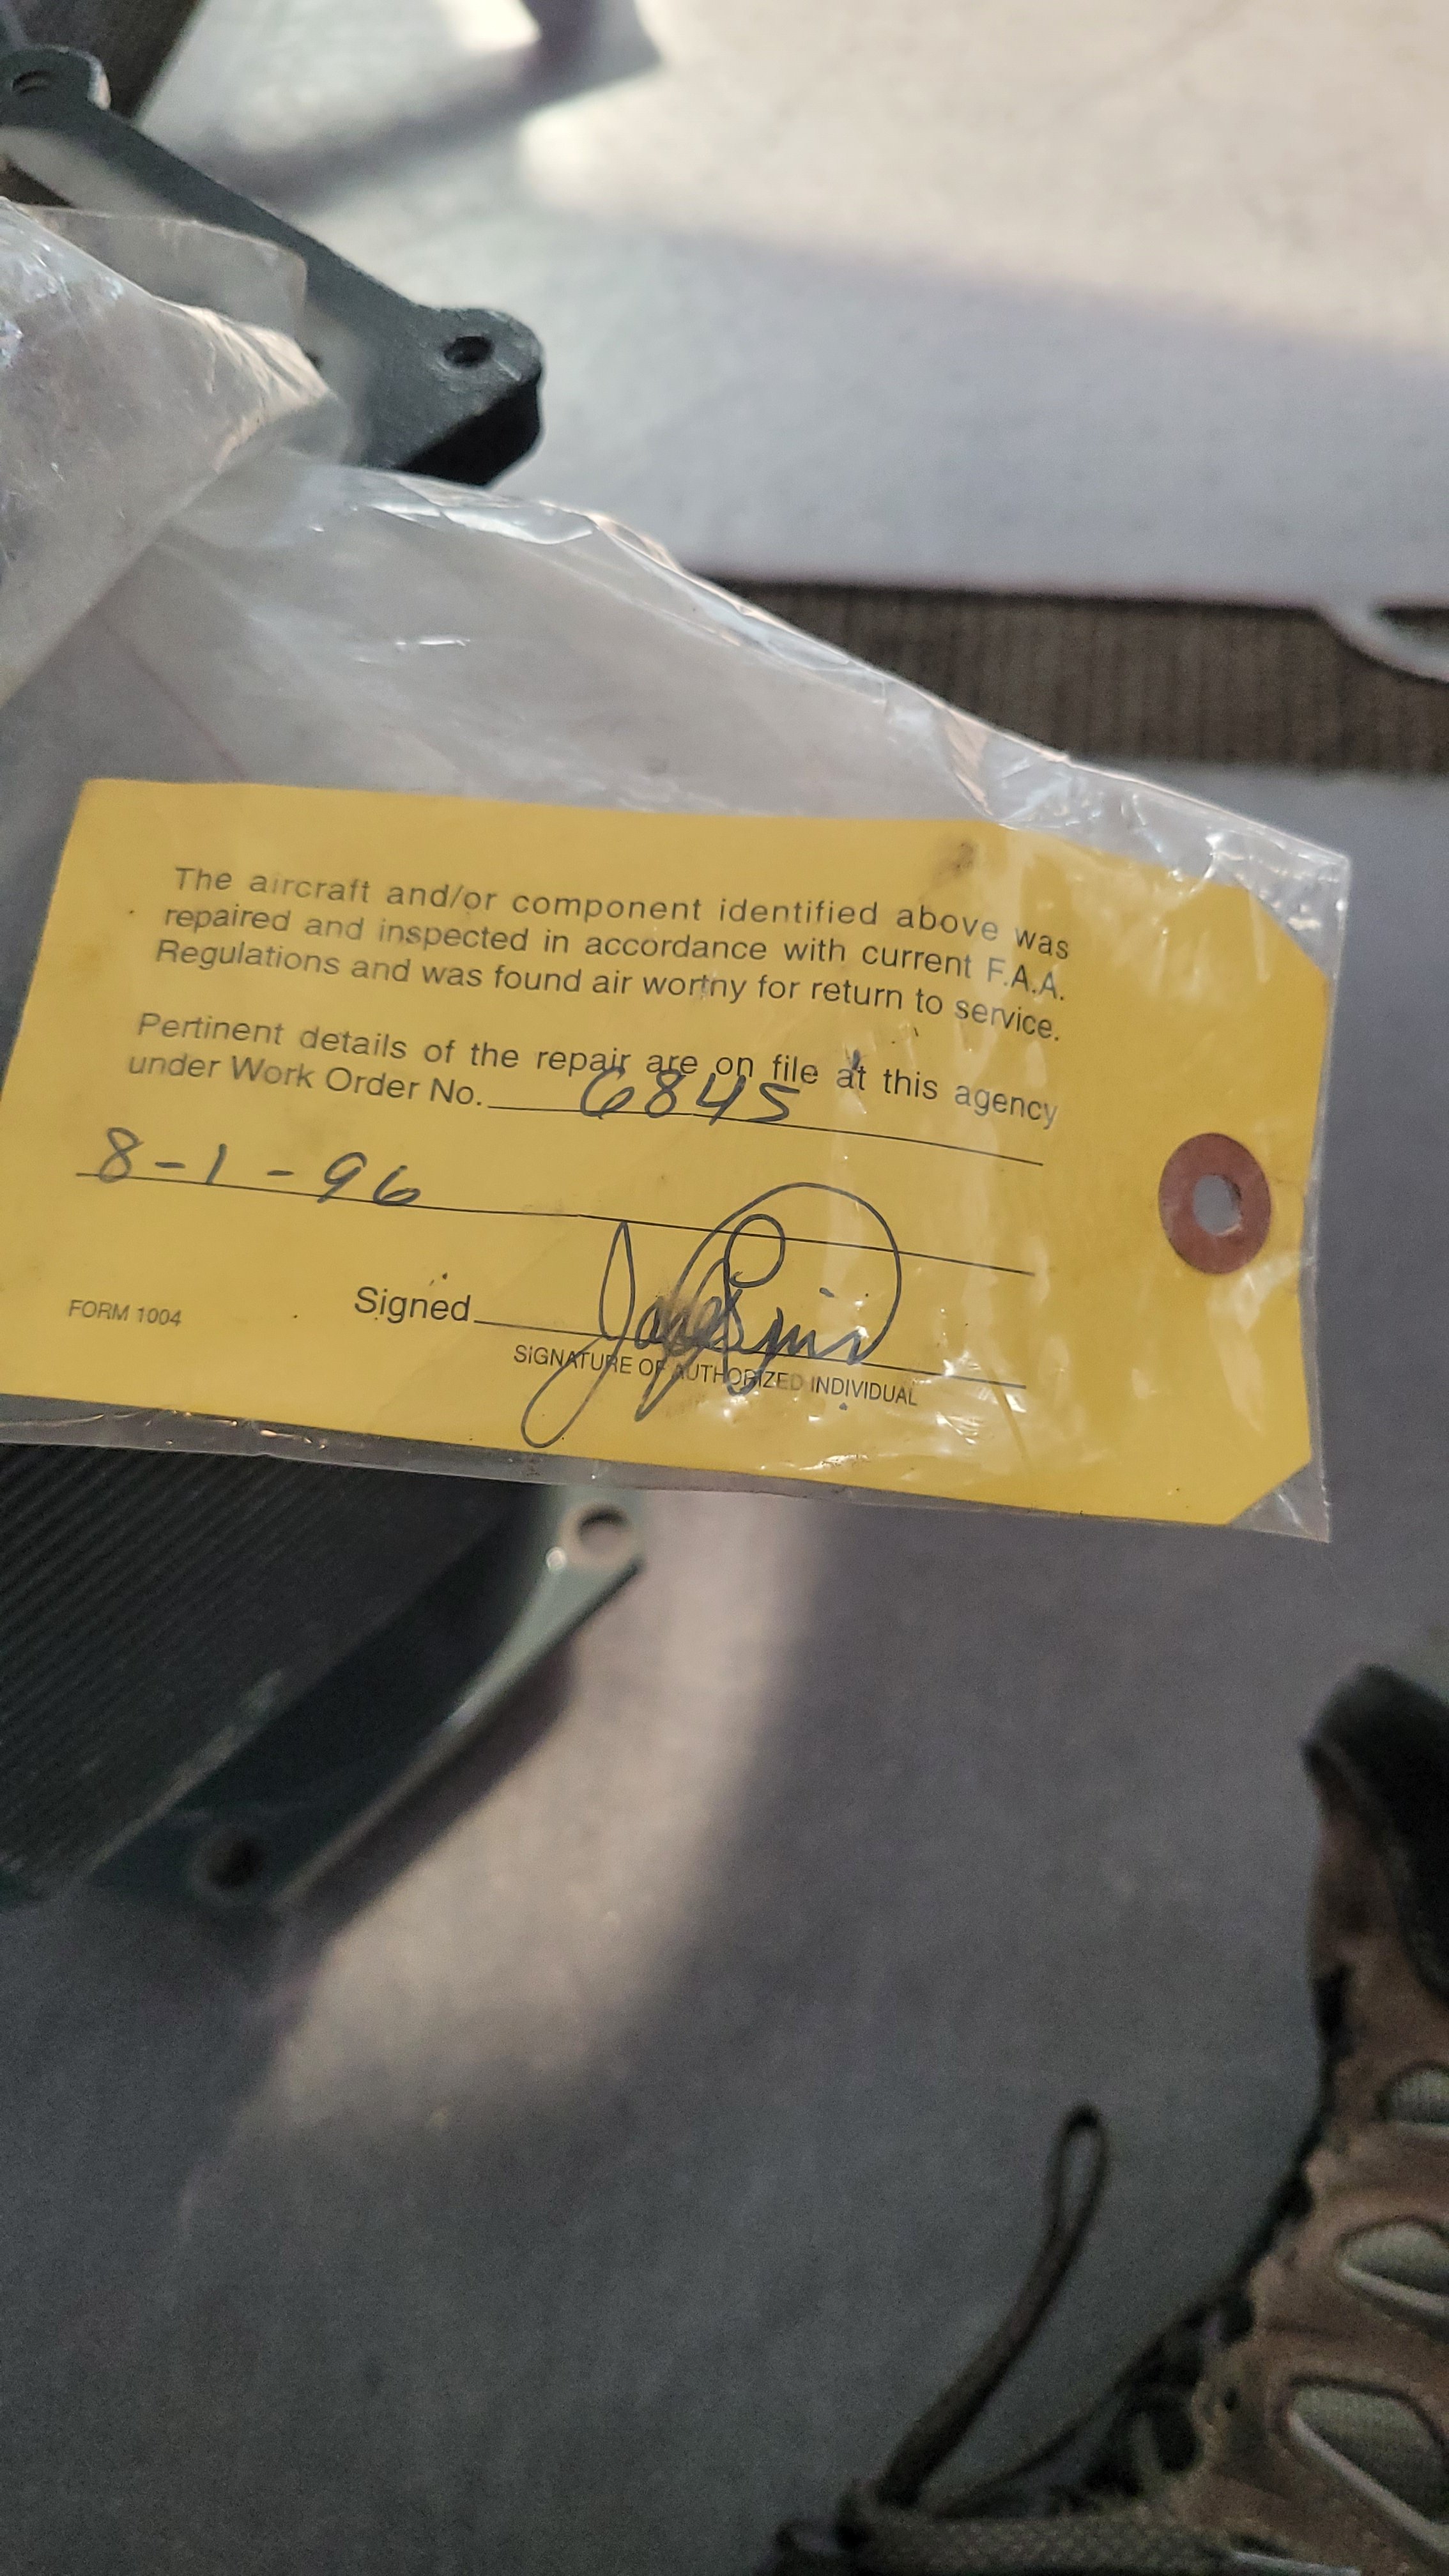 The aircraft and/or component identified above was
repaired and inspected in accordance with current F.A.A.
Regulations and was found air worthy for return to service.
Pertinent details of the repair are on file at this agency
under Work Order No. 6845
8-1-96
Signed
SIGNATURE OF AUTHORIZED INDIVIDUAL
FORM 1004